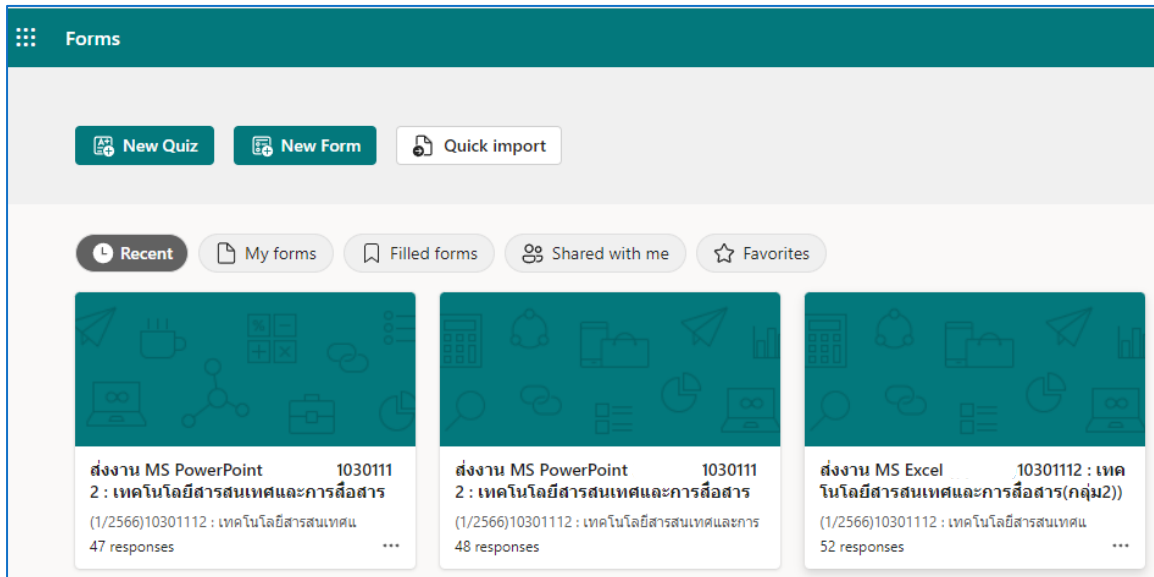 Forms
New Quiz New Form Quick import
Recent My forms Filled forms Shared with me Favorites
ส่งงาน MS PowerPoint 1030111
2 : เทคโนโลยีสารสนเทศและการสื่อสาร
(1/2566)10301112 : เทคโนโลยีสารสนเทศแ
47 responses
ส่งงาน MS PowerPoint 1030111
2 : เทคโนโลยีสารสนเทศและการสื่อสาร
(1/2566)10301112 : เทคโนโลยีสารสนเทศและการ
48 responses
ส่งงาน MS Excel 10301112 : เทค
โนโลยีสารสนเทศและการสื่อสาร(กลุ่ม2))
(1/2566)10301112 : เทคโนโลยีสารสนเทศแ
52 responses